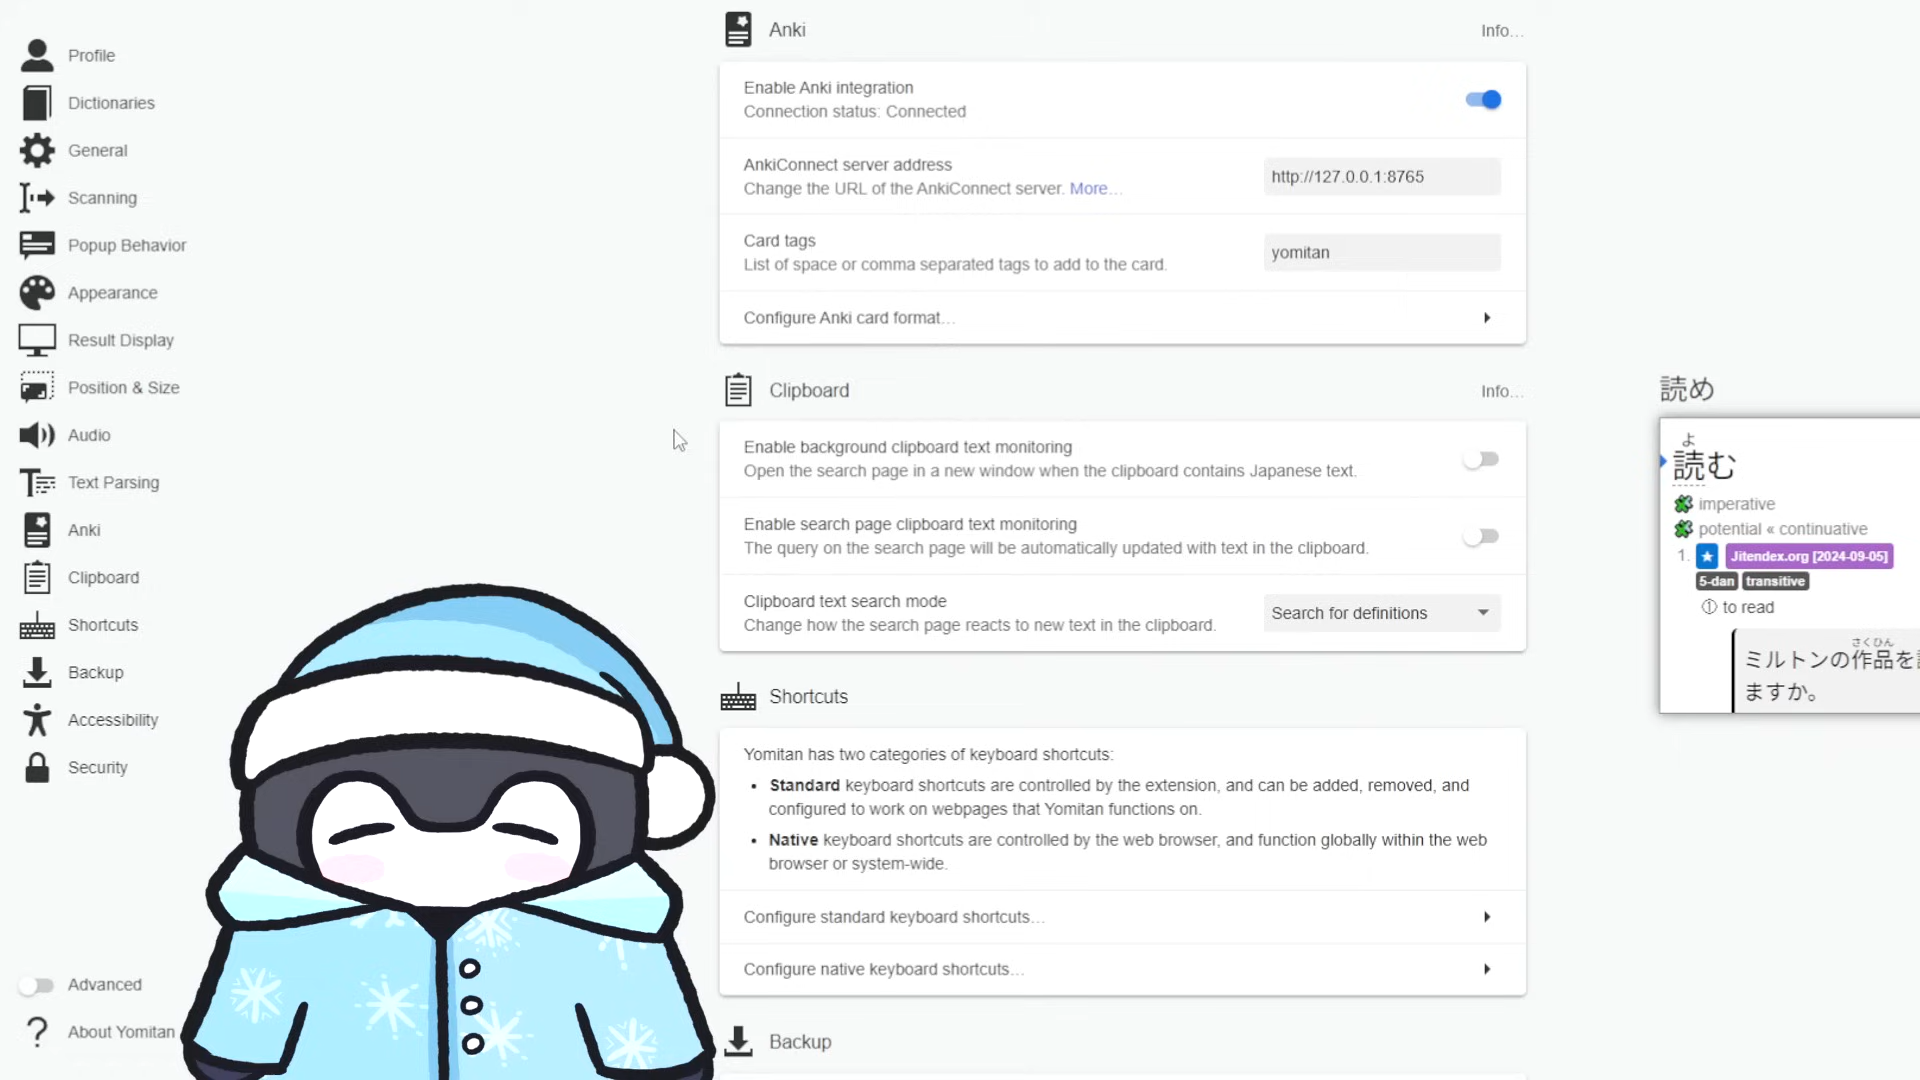 Profile
Dictionaries
General
Scanning
Popup Behavior
Appearance
Result Display
Position & Size
Audio
Text Parsing
Anki
Clipboard
Shortcuts
Backup
Accessibility
Security
Advanced
About Yomitan
Anki
Info…
Enable Anki integration
Connection status: Connected
AnkiConnect server address
Change the URL of the AnkiConnect server. More…
http://127.0.0.1:8765
Card tags
List of space or comma separated tags to add to the card.
yomitan
Configure Anki card format…
Clipboard
Info…
Enable background clipboard text monitoring
Open the search page in a new window when the clipboard contains Japanese text.
Enable search page clipboard text monitoring
The query on the search page will be automatically updated with text in the clipboard.
Clipboard text search mode
Change how the search page reacts to new text in the clipboard.
Search for definitions
Shortcuts
Yomitan has two categories of keyboard shortcuts:
• Standard keyboard shortcuts are controlled by the extension, and can be added, removed, and
configured to work on webpages that Yomitan functions on.
• Native keyboard shortcuts are controlled by the web browser, and function globally within the web
browser or system-wide.
Configure standard keyboard shortcuts…
Configure native keyboard shortcuts…
Backup
読め
よ
読む
imperative
potential « continuative
1. ★ Jitendex.org [2024-09-05]
5-dan transitive
① to read
さくひん
ミルトンの作品を
ますか。